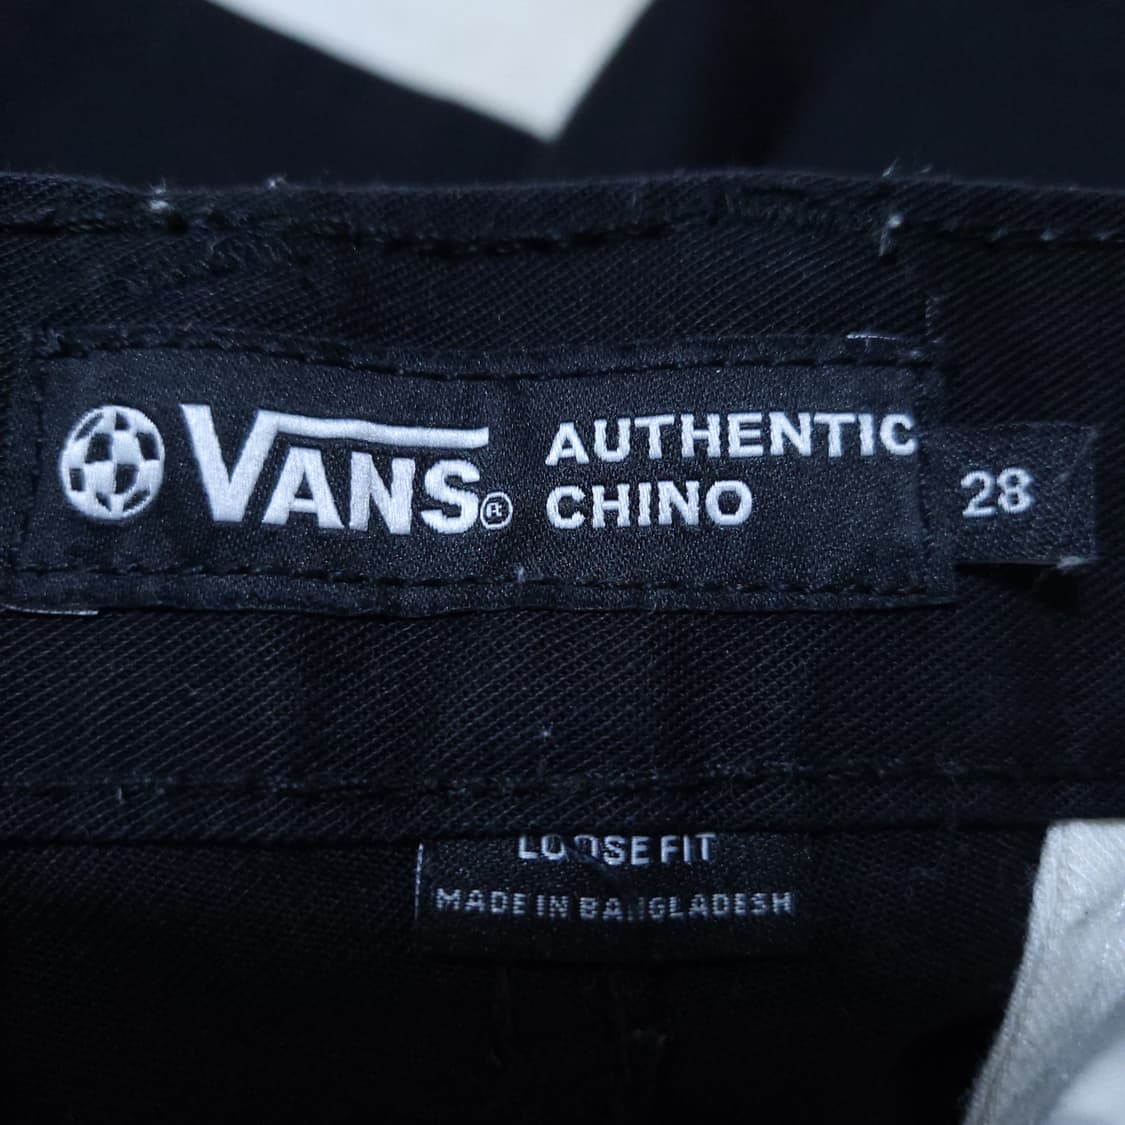 VANS® AUTHENTIC
CHINO
28
LOOSE FIT
MADE IN BANGLADESH